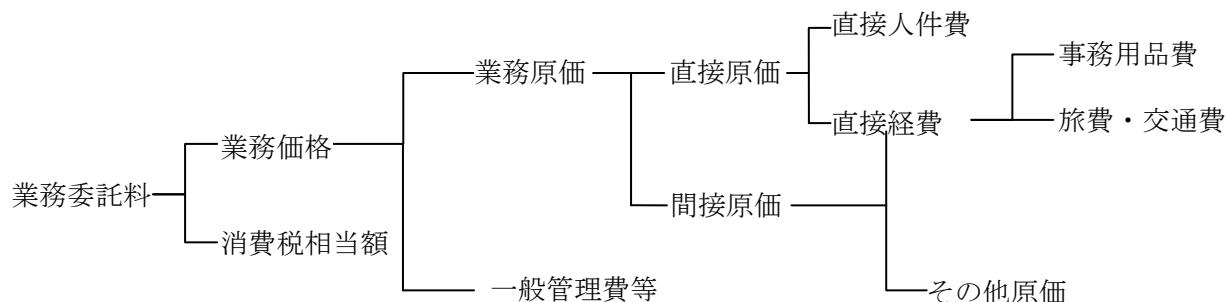 直接人件費
事務用品費
業務原価
直接原価
直接経費
旅費・交通費
業務価格
業務委託料
間接原価
消費税相当額
一般管理費等
その他原価